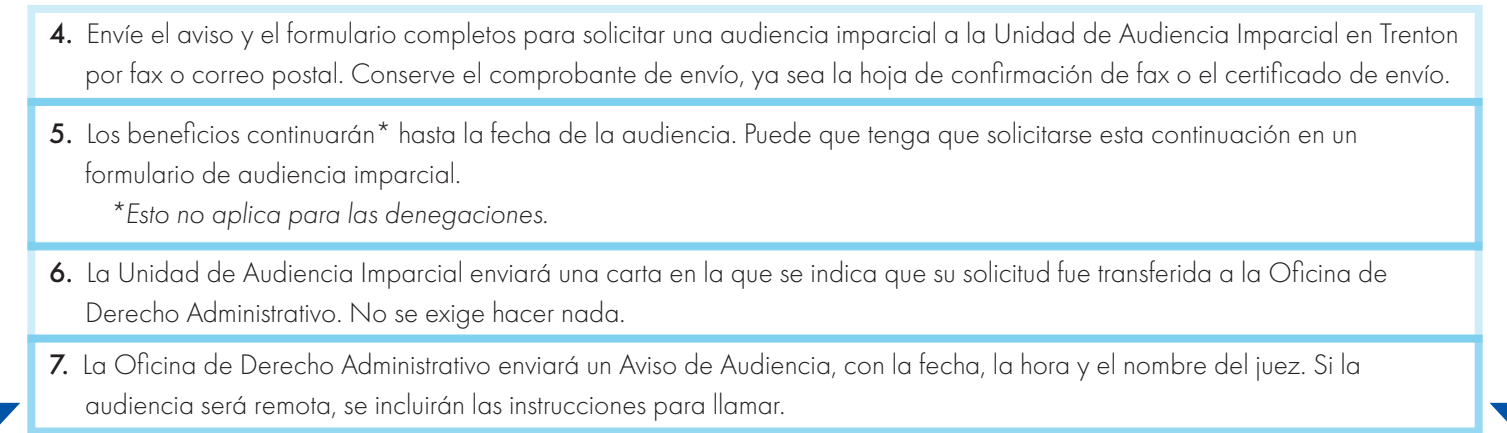 4. Envíe el aviso y el formulario completos para solicitar una audiencia imparcial a la Unidad de Audiencia Imparcial en Trenton
por fax o correo postal. Conserve el comprobante de envío, ya sea la hoja de confirmación de fax o el certificado de envío.
5. Los beneficios continuarán* hasta la fecha de la audiencia. Puede que tenga que solicitarse esta continuación en un
formulario de audiencia imparcial.
*Esto no aplica para las denegaciones.
6. La Unidad de Audiencia Imparcial enviará una carta en la que se indica que su solicitud fue transferida a la Oficina de
Derecho Administrativo. No se exige hacer nada.
7. La Oficina de Derecho Administrativo enviará un Aviso de Audiencia, con la fecha, la hora y el nombre del juez. Si la
audiencia será remota, se incluirán las instrucciones para llamar.